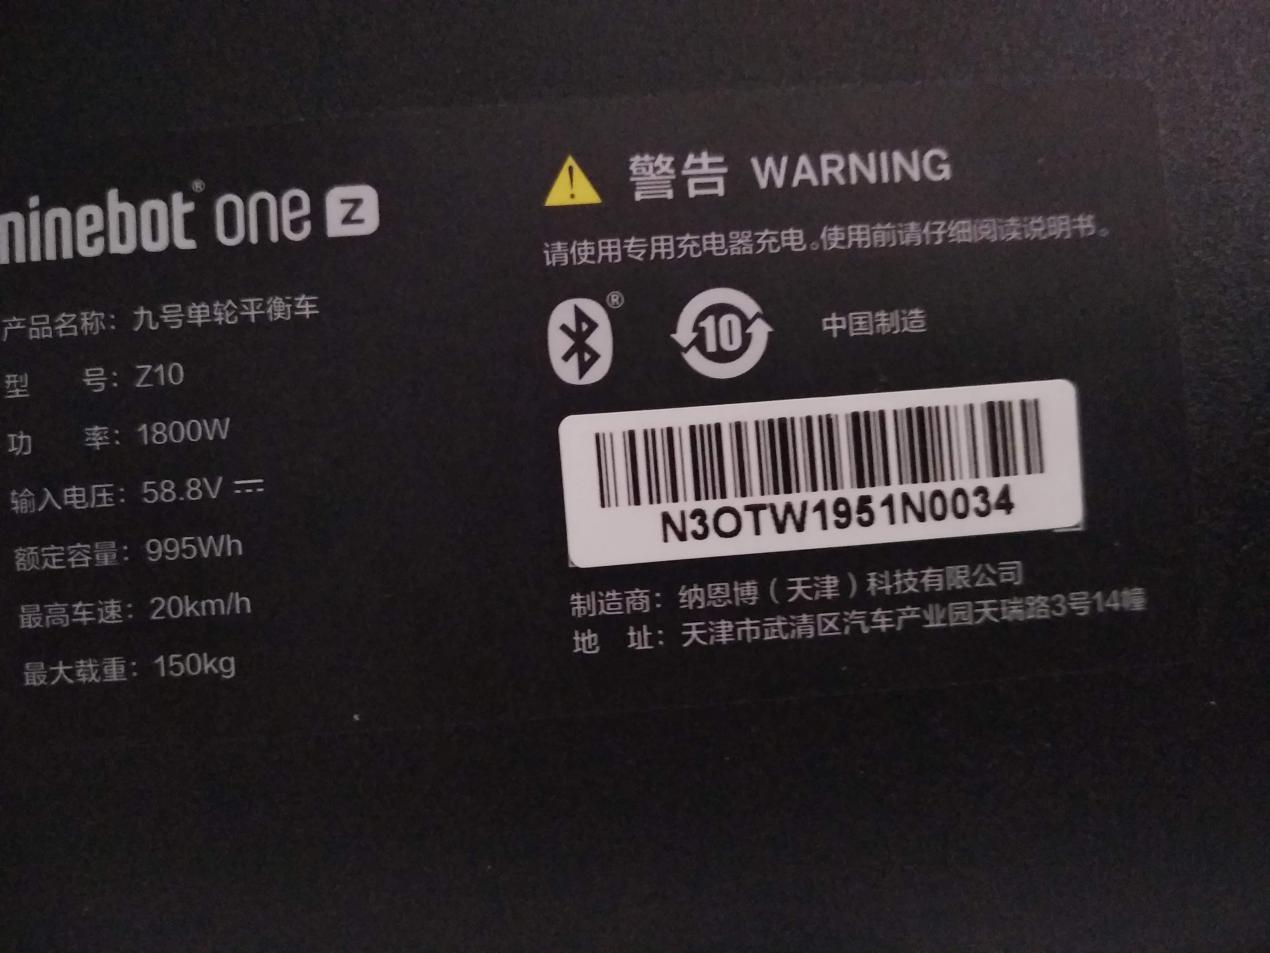 ninebot® one z
产品名称：九号单轮平衡车
型 号：Z10
功 率：1800W
输入电压：58.8V
额定容量：995Wh
最高车速：20km/h
最大载重：150kg
警告 WARNING
请使用专用充电器充电。使用前请仔细阅读说明书。
®
10
中国制造
N3OTW1951N0034
制造商：纳恩博（天津）科技有限公司
地 址：天津市武清区汽车产业园天瑞路3号14幢